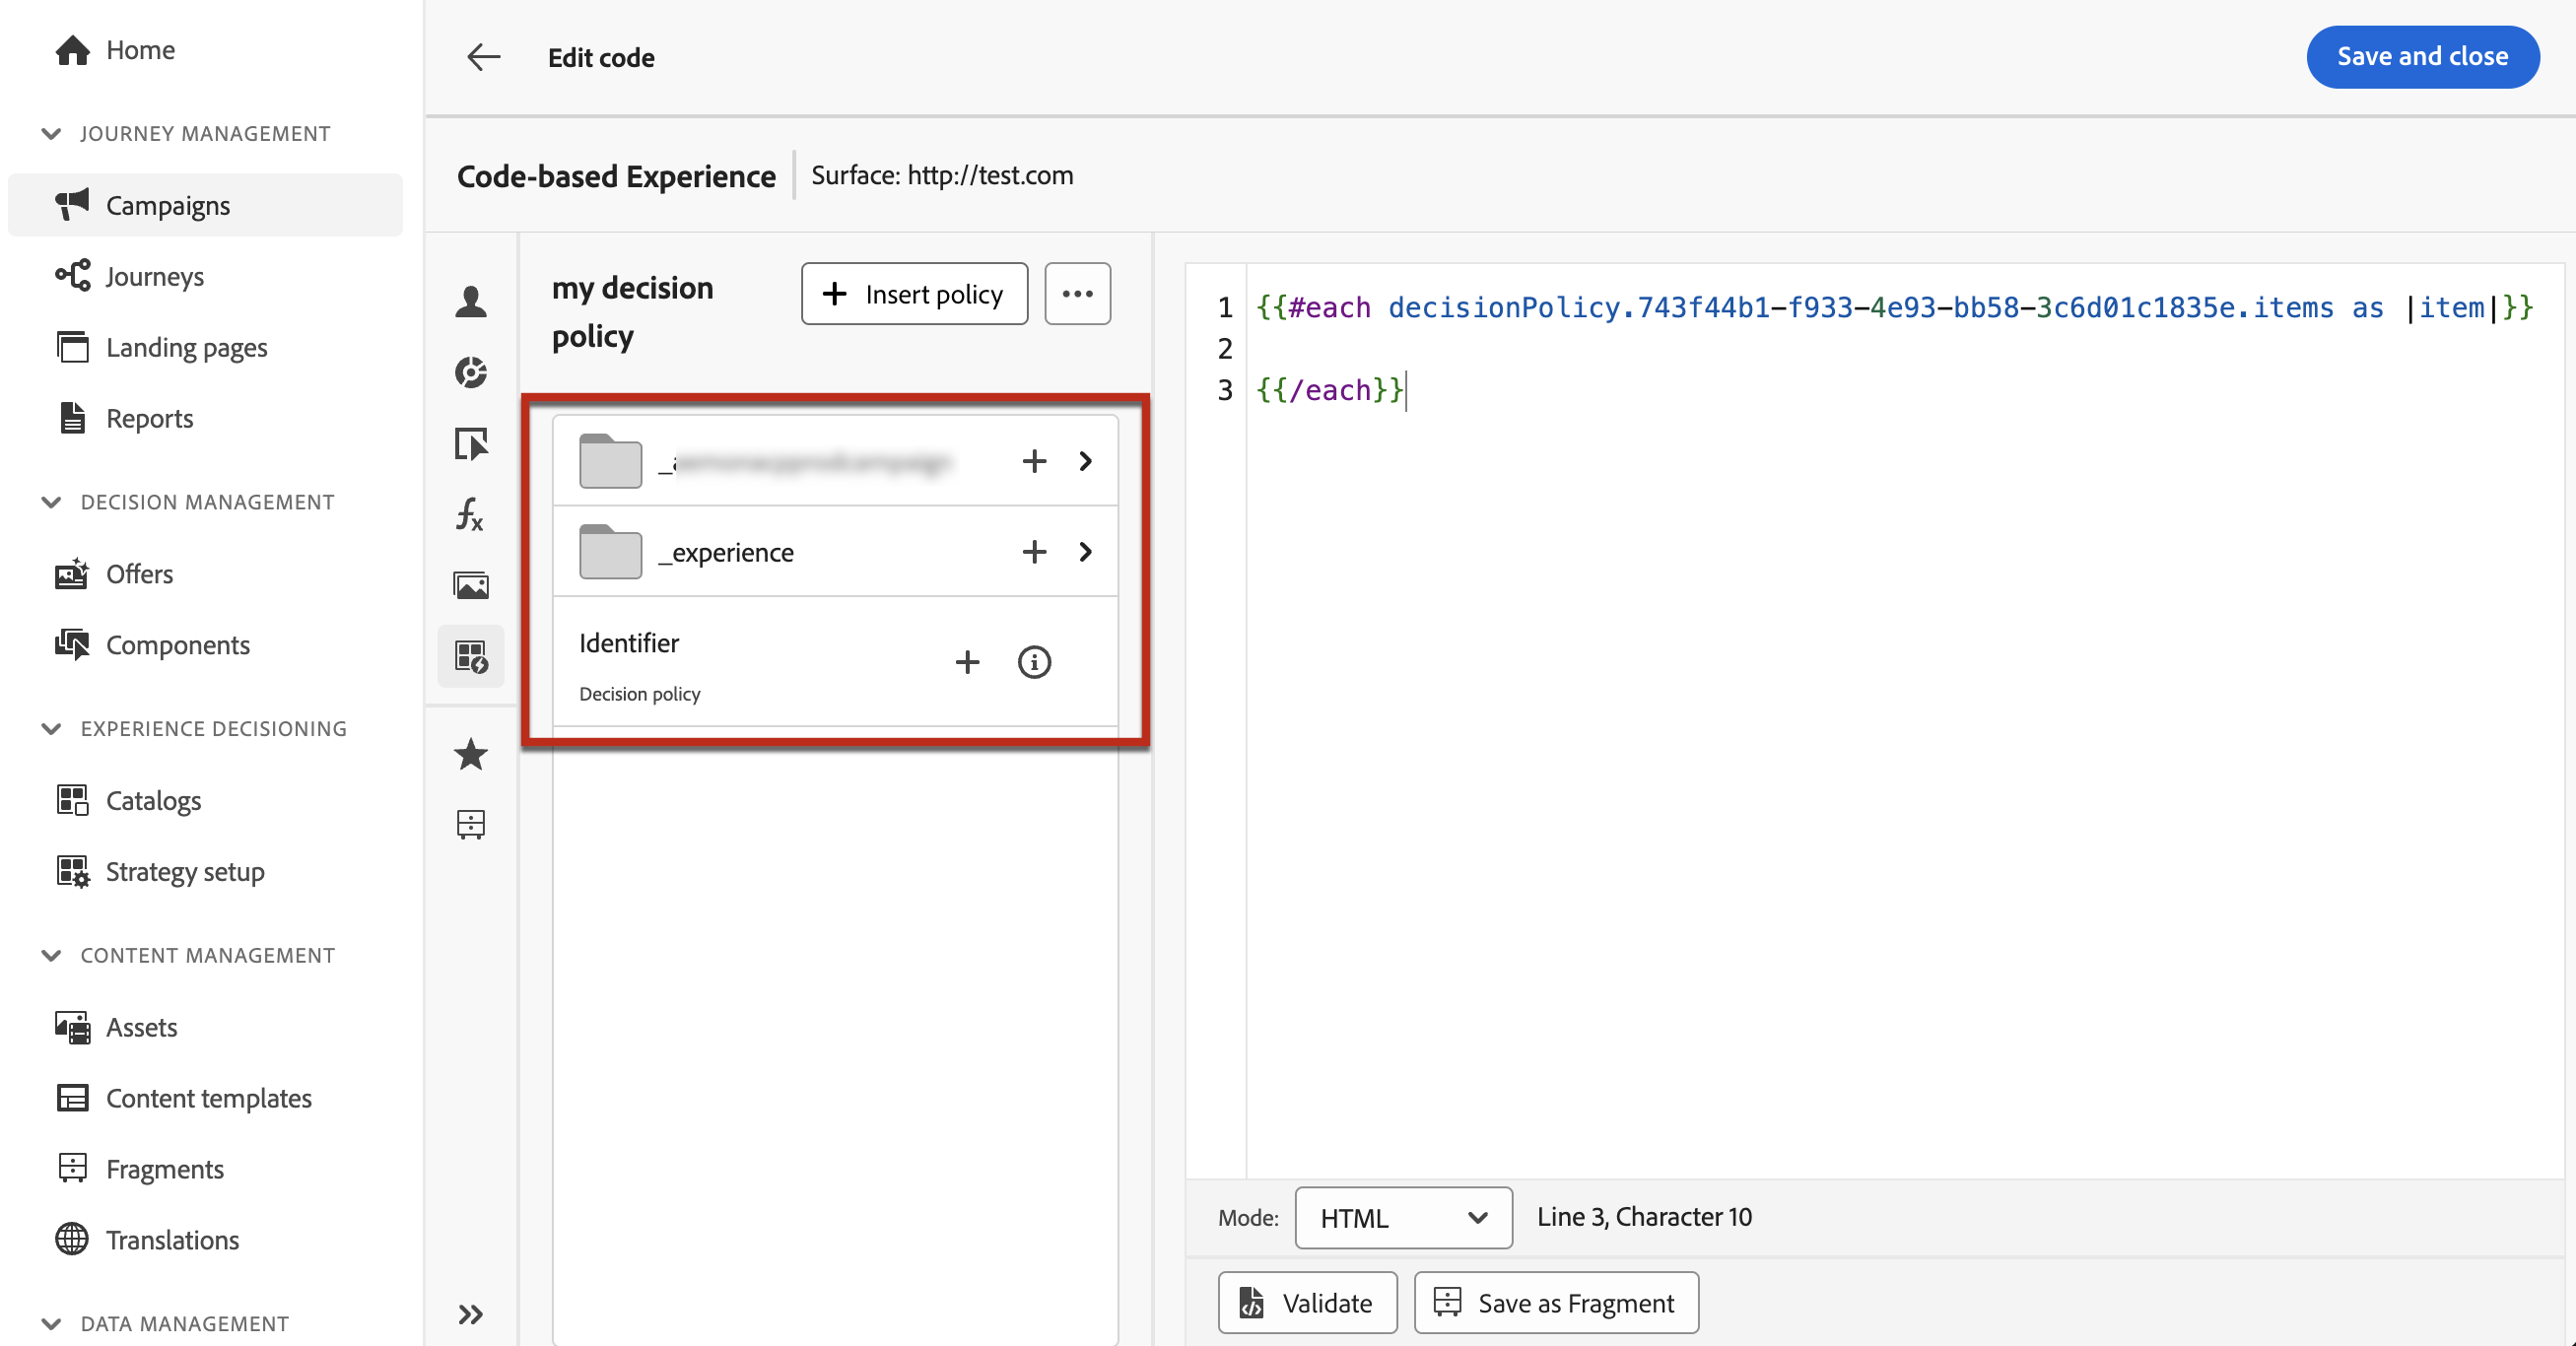 Home
JOURNEY MANAGEMENT
Campaigns
Journeys
Landing pages
Reports
DECISION MANAGEMENT
Offers
Components
EXPERIENCE DECISIONING
Catalogs
Strategy setup
CONTENT MANAGEMENT
Assets
Content templates
Fragments
Translations
DATA MANAGEMENT
Edit code
Save and close
Code-based Experience
Surface: http://test.com
my decision
policy
Insert policy
_experience
Identifier
Decision policy
1 {{#each decisionPolicy.743f44b1-f933-4e93-bb58-3c6d01c1835e.items as |item|}}
2
3 {{/each}}
Mode:
HTML
Line 3, Character 10
Validate
Save as Fragment